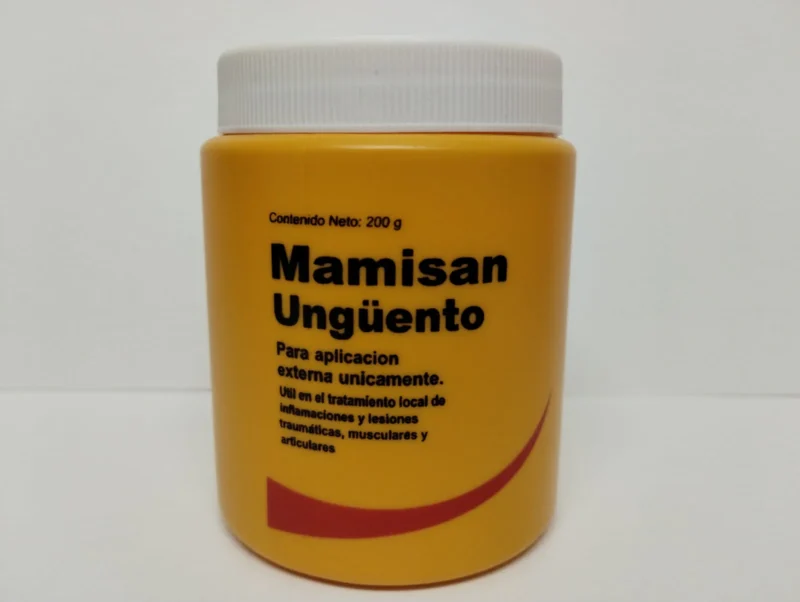 Contenido Neto: 200 g
Mamisan
Ungüento
Para aplicacion
externa unicamente.
Util en el tratamiento local de
inflamaciones y lesiones
traumáticas, musculares y
articulares